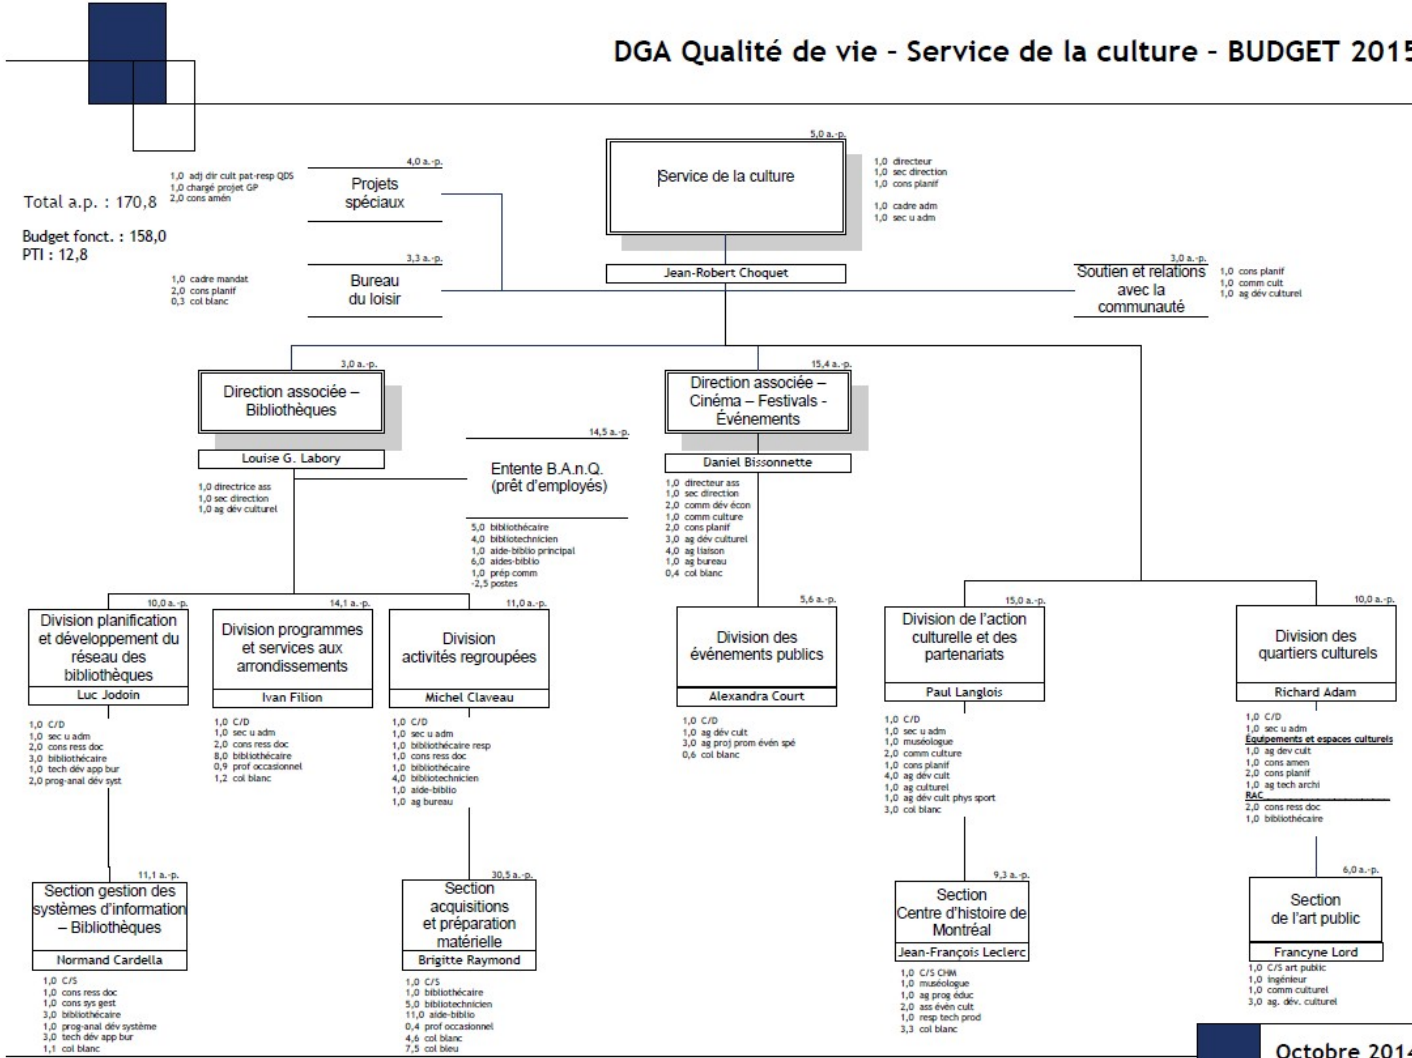 DGA Qualité de vie - Service de la culture - BUDGET 2015
Total a.p. : 170,8
Budget fonct. : 158,0
PTI : 12,8
1,0 adj dir cult pat-resp QDS
1,0 chargé projet GP
2,0 cons amén
4,0 a.-p.
Projets
spéciaux
1,0 cadre mandat
2,0 cons planif
0,3 col blanc
3,3 a.-p.
Bureau
du loisir
5,0 a.-p.
Service de la culture
Jean-Robert Choquet
1,0 directeur
1,0 sec direction
1,0 cons planif
1,0 cadre adm
1,0 sec u adm
3,0 a.-p.
Soutien et relations
avec la
communauté
1,0 cons planif
1,0 comm cult
1,0 ag dév culturel
3,0 a.-p.
Direction associée –
Bibliothèques
Louise G. Labory
1,0 directrice ass
1,0 sec direction
1,0 ag dév culturel
14,5 a.-p.
Entente B.A.n.Q.
(prêt d'employés)
5,0 bibliothécaire
4,0 bibliotechnicien
1,0 aide-biblio principal
6,0 aides-biblio
1,0 prép comm
-2,5 postes
15,4 a.-p.
Direction associée –
Cinéma – Festivals -
Événements
Daniel Bissonnette
1,0 directeur ass
1,0 sec direction
2,0 comm dév écon
1,0 comm culture
2,0 cons planif
3,0 ag dév culturel
4,0 ag liaison
1,0 ag bureau
0,4 col blanc
10,0 a.-p.
Division planification
et développement du
réseau des
bibliothèques
Luc Jodoin
1,0 C/D
1,0 sec u adm
2,0 cons ress doc
3,0 bibliothécaire
1,0 tech dév app bur
2,0 prog-anal dév syst
14,1 a.-p.
Division programmes
et services aux
arrondissements
Ivan Filion
1,0 C/D
1,0 sec u adm
2,0 cons ress doc
8,0 bibliothécaire
0,9 prof occasionnel
1,2 col blanc
11,0 a.-p.
Division
activités regroupées
Michel Claveau
1,0 C/D
1,0 sec u adm
1,0 bibliothécaire resp
1,0 cons ress doc
1,0 bibliothécaire
4,0 bibliotechnicien
1,0 aide-biblio
1,0 ag bureau
5,6 a.-p.
Division des
événements publics
Alexandra Court
1,0 C/D
1,0 ag dév cult
3,0 ag proj prom évén spé
0,6 col blanc
15,0 a.-p.
Division de l'action
culturelle et des
partenariats
Paul Langlois
1,0 C/D
1,0 sec u adm
1,0 muséologue
2,0 comm culture
1,0 cons planif
4,0 ag dév cult
1,0 ag culturel
1,0 ag dév cult phys sport
3,0 col blanc
10,0 a.-p.
Division des
quartiers culturels
Richard Adam
1,0 C/D
1,0 sec u adm
Équipements et espaces culturels
1,0 ag dev cult
1,0 cons amen
2,0 cons planif
1,0 ag tech archi
RAC
2,0 cons ress doc
1,0 bibliothécaire
11,1 a.-p.
Section gestion des
systèmes d'information
– Bibliothèques
Normand Cardella
1,0 C/S
1,0 cons ress doc
1,0 cons sys gest
3,0 bibliothécaire
1,0 prog-anal dév système
3,0 tech dév app bur
1,1 col blanc
30,5 a.-p.
Section
acquisitions
et préparation
matérielle
Brigitte Raymond
1,0 C/S
1,0 bibliothécaire
5,0 bibliotechnicien
11,0 aide-biblio
0,4 prof occasionnel
4,6 col blanc
7,5 col bleu
9,3 a.-p.
Section
Centre d'histoire de
Montréal
Jean-François Leclerc
1,0 C/S CHM
1,0 muséologue
1,0 ag prog éduc
2,0 ass évén cult
1,0 resp tech prod
3,3 col blanc
6,0 a.-p.
Section
de l'art public
Francyne Lord
1,0 C/S art public
1,0 ingénieur
1,0 comm culturel
3,0 ag. dév. culturel
Octobre 2014